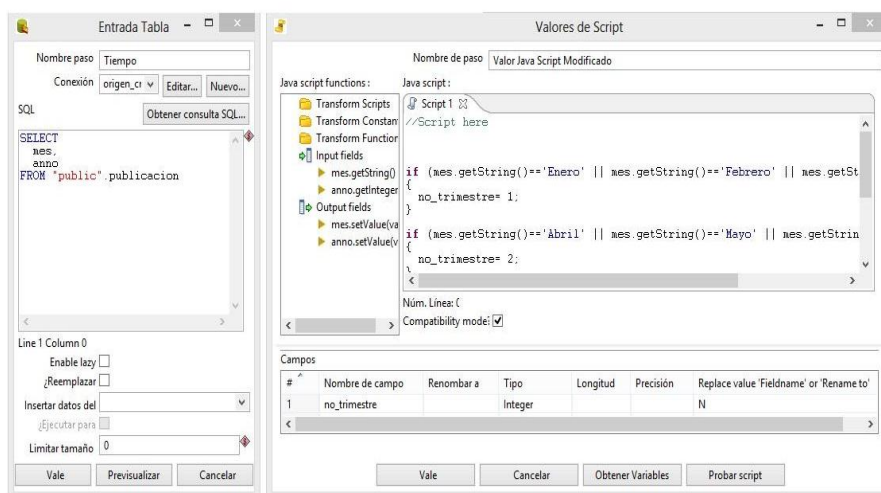 Entrada Tabla
Nombre paso Tiempo
Conexión origen_cr Editar... Nuevo...
SQL Obtener consulta SQL...
SELECT
mes,
anno
FROM "public".publicacion
Line 1 Column 0
Enable lazy
¿Reemplazar
Insertar datos del
¿Ejecutar para
Limitar tamaño 0
Vale Previsualizar Cancelar
Valores de Script
Nombre de paso Valor Java Script Modificado
Java script functions : Java script :
Transform Scripts
Transform Constan
Transform Function
Input fields
mes.getString()
anno.getInteger
Output fields
mes.setValue(va
anno.setValue(v
Script 1
//Script here
if (mes.getString()=='Enero' || mes.getString()=='Febrero' || mes.getSt
{
no_trimestre= 1;
}
if (mes.getString()=='Abril' || mes.getString()=='Mayo' || mes.getStrin
{
no_trimestre= 2;
}
Núm. Línea: 0
Compatibility mode?
Campos
# Nombre de campo Renombar a Tipo Longitud Precisión Replace value 'Fieldname' or 'Rename to'
1 no_trimestre Integer N
Vale Cancelar Obtener Variables Probar script